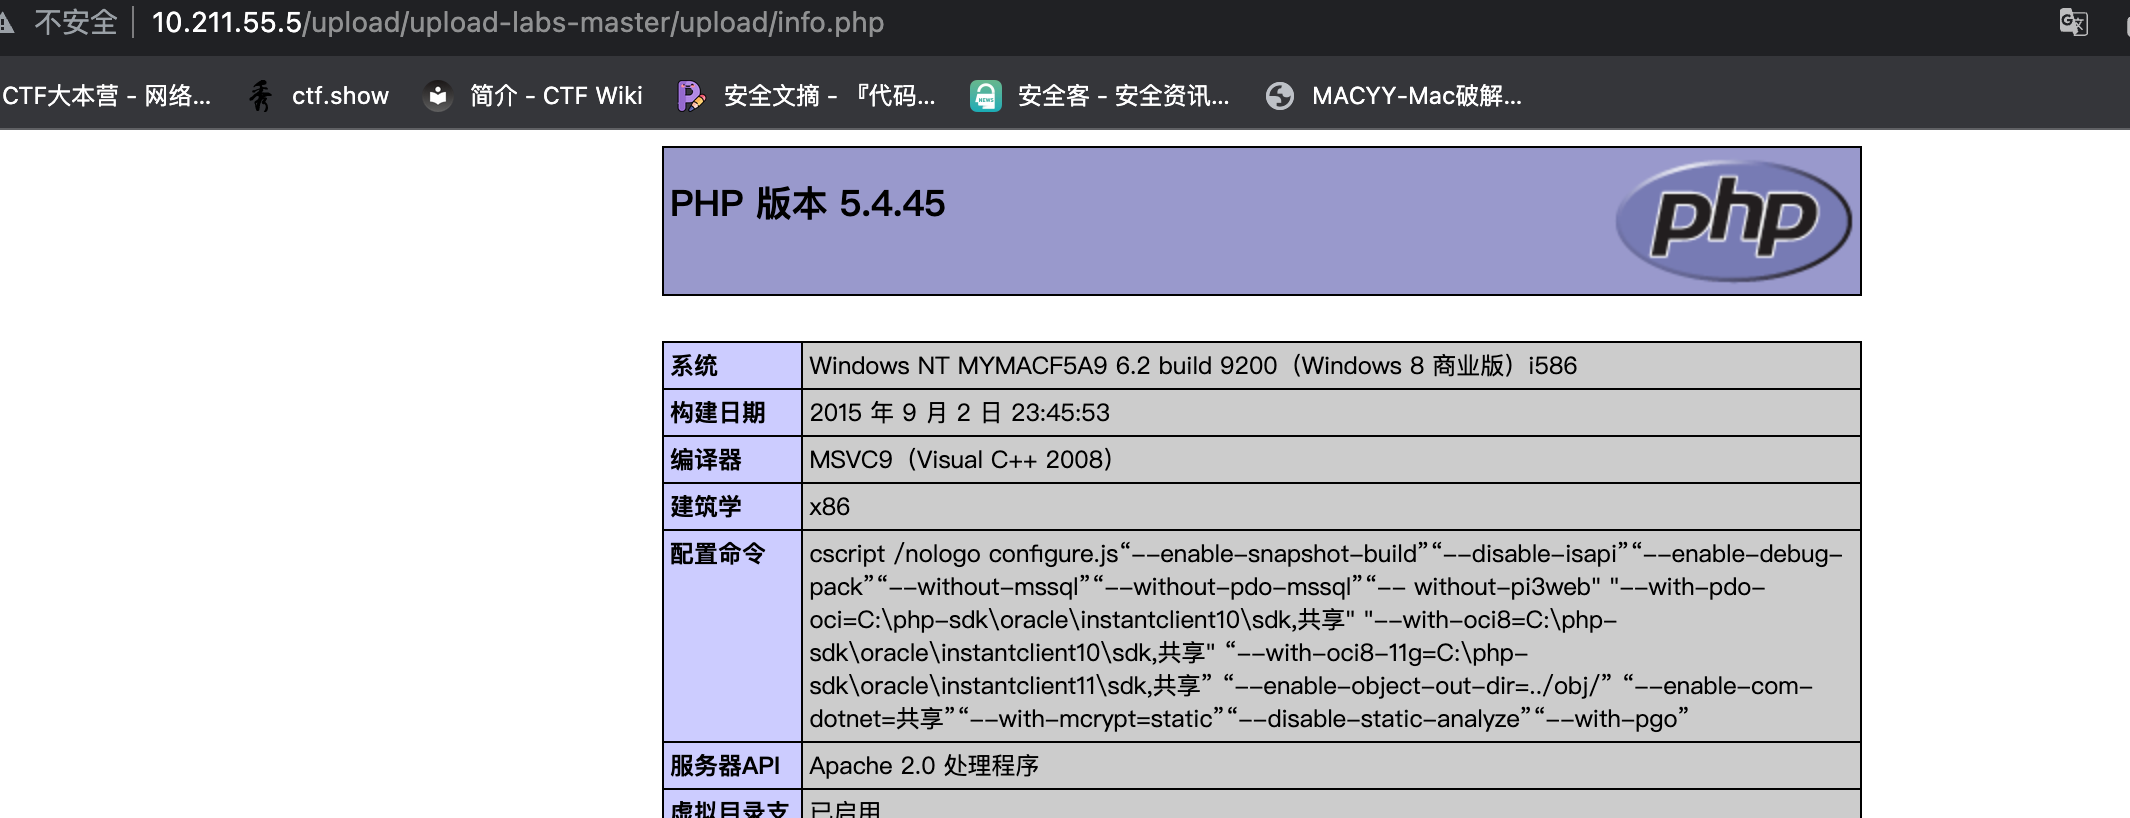 不安全 | 10.211.55.5/upload/upload-labs-master/upload/info.php
CTF大本营 - 网络... ctf.show 简介 - CTF Wiki 安全文摘 - 『代码... 安全客 - 安全资讯... MACYY-Mac破解...
PHP 版本 5.4.45
php
系统 Windows NT MYMACF5A9 6.2 build 9200（Windows 8 商业版）i586
构建日期 2015 年 9 月 2 日 23:45:53
编译器 MSVC9（Visual C++ 2008）
建筑学 x86
配置命令 cscript /nologo configure.js“--enable-snapshot-build”“--disable-isapi”“--enable-debug-
pack”“--without-mssql”“--without-pdo-mssql”“-- without-pi3web" "--with-pdo-
oci=C:\php-sdk\oracle\instantclient10\sdk,共享" "--with-oci8=C:\php-
sdk\oracle\instantclient10\sdk,共享" “--with-oci8-11g=C:\php-
sdk\oracle\instantclient11\sdk,共享” “--enable-object-out-dir=../obj/” “--enable-com-
dotnet=共享”“--with-mcrypt=static”“--disable-static-analyze”“--with-pgo”
服务器API Apache 2.0 处理程序
虚拟目录支 已启用